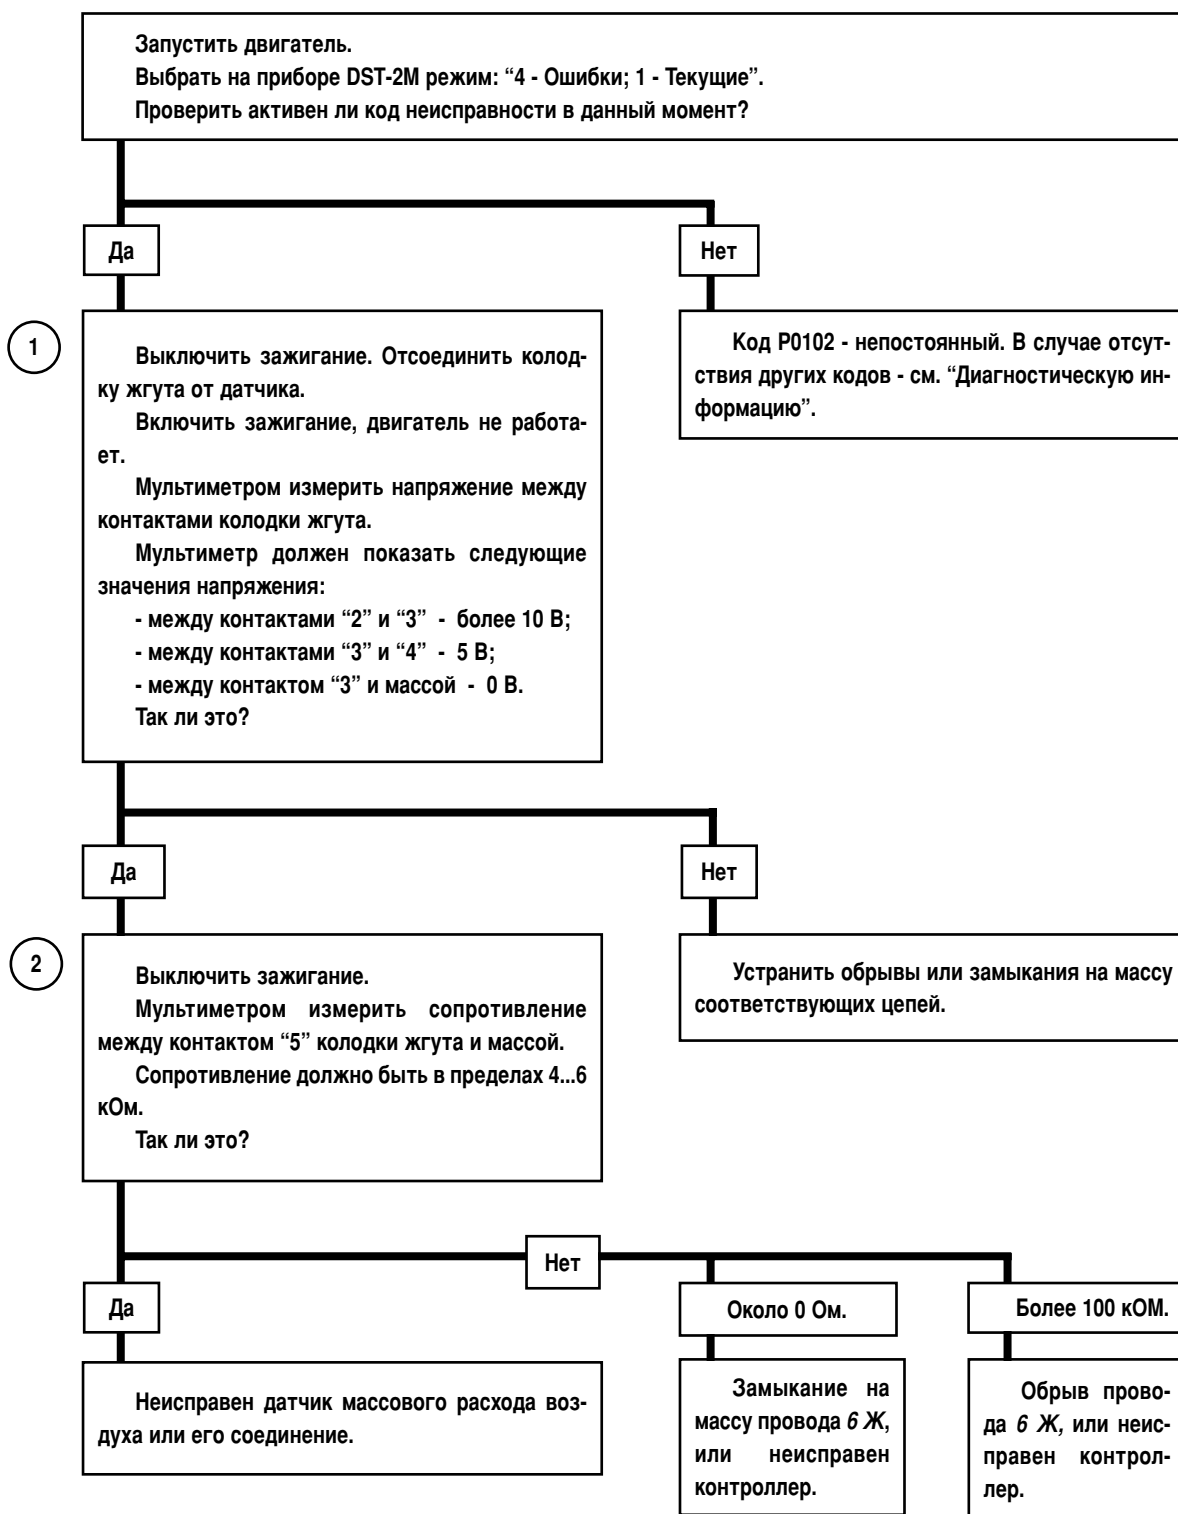 Запустить двигатель.
Выбрать на приборе DST-2М режим: “4 - Ошибки; 1 - Текущие”.
Проверить активен ли код неисправности в данный момент?
Да
Нет
1
Выключить зажигание. Отсоединить колод-
ку жгута от датчика.
Включить зажигание, двигатель не работа-
ет.
Мультиметром измерить напряжение между
контактами колодки жгута.
Мультиметр должен показать следующие
значения напряжения:
- между контактами “2” и “3” - более 10 В;
- между контактами “3” и “4” - 5 В;
- между контактом “3” и массой - 0 В.
Так ли это?
Код Р0102 - непостоянный. В случае отсут-
ствия других кодов - см. “Диагностическую ин-
формацию”.
Да
Нет
2
Выключить зажигание.
Мультиметром измерить сопротивление
между контактом “5” колодки жгута и массой.
Сопротивление должно быть в пределах 4...6
кОм.
Так ли это?
Устранить обрывы или замыкания на массу
соответствующих цепей.
Нет
Да
Около 0 Ом.
Более 100 кОМ.
Неисправен датчик массового расхода воз-
духа или его соединение.
Замыкание на
массу провода 6 Ж,
или неисправен
контроллер.
Обрыв прово-
да 6 Ж, или неис-
правен контрол-
лер.